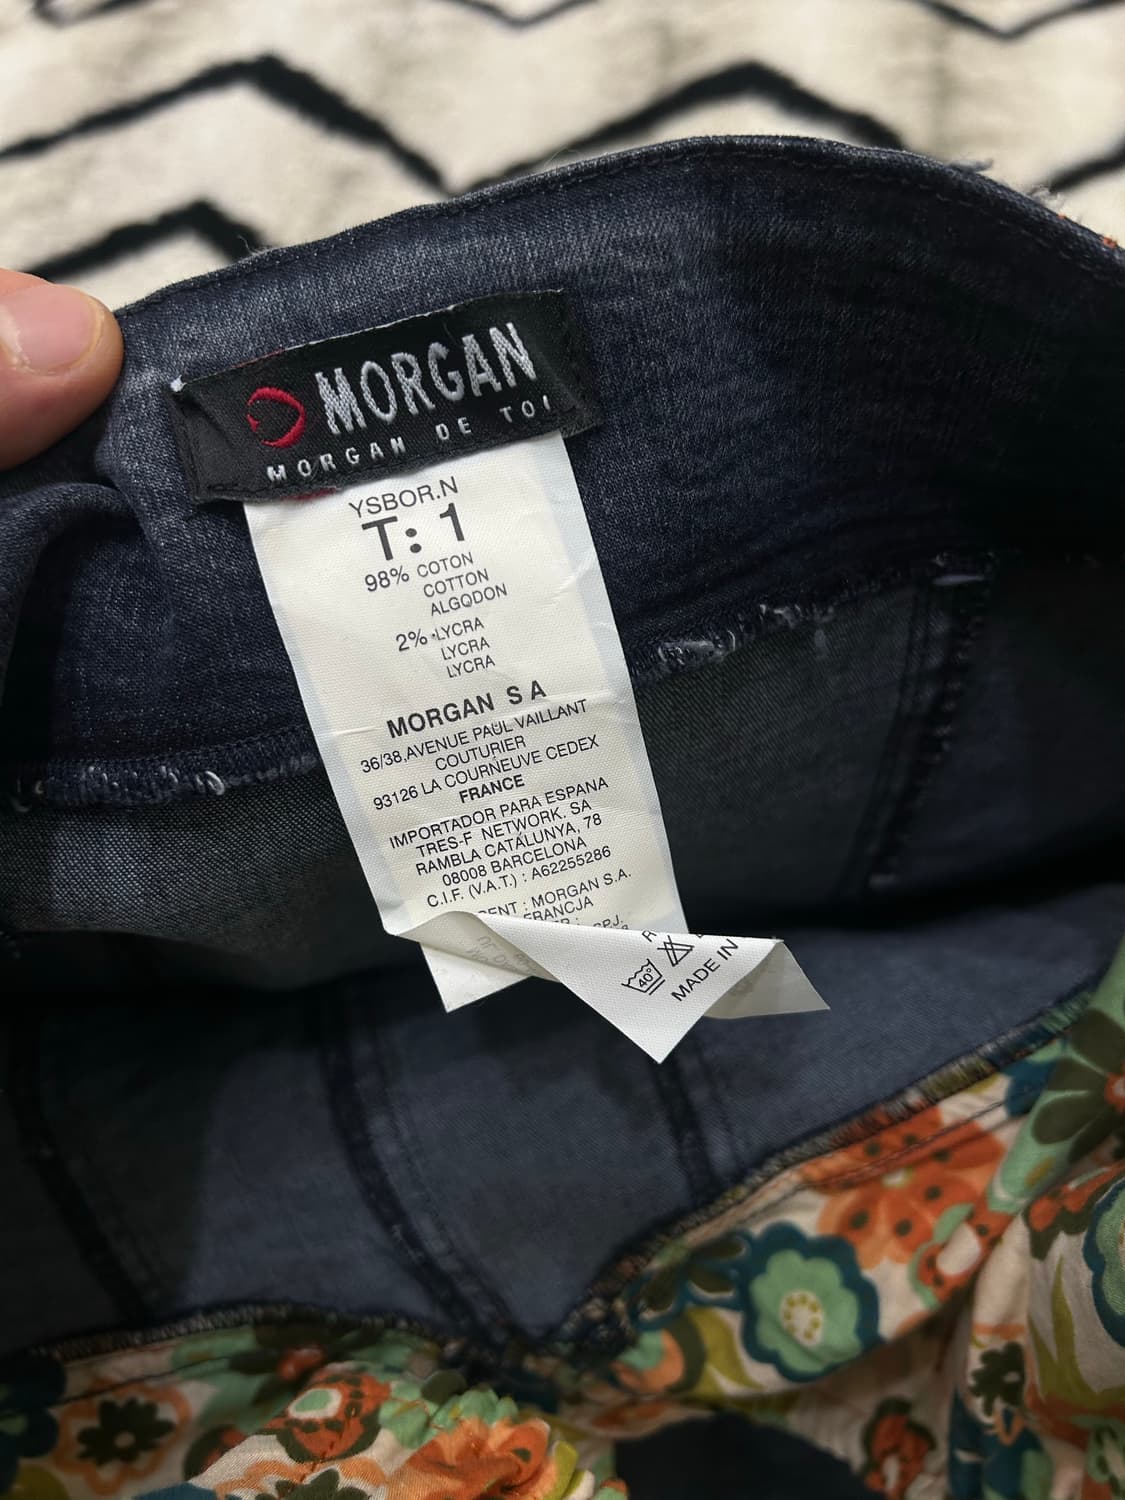 MORGAN
MORGAN DE TOI
YSBOR.N
T: 1
98% COTON
COTTON
ALGODON
2% LYCRA
LYCRA
LYCRA
MORGAN S A
36/38,AVENUE PAUL VAILLANT
COUTURIER
93126 LA COURNEUVE CEDEX
FRANCE
IMPORTADOR PARA ESPANA
TRES-F NETWORK. SA
RAMBLA CATALUNYA, 78
08008 BARCELONA
C.I.F. (V.A.T.) : A62255286
: MORGAN S.A.
FRANCJA
40°
MADE IN